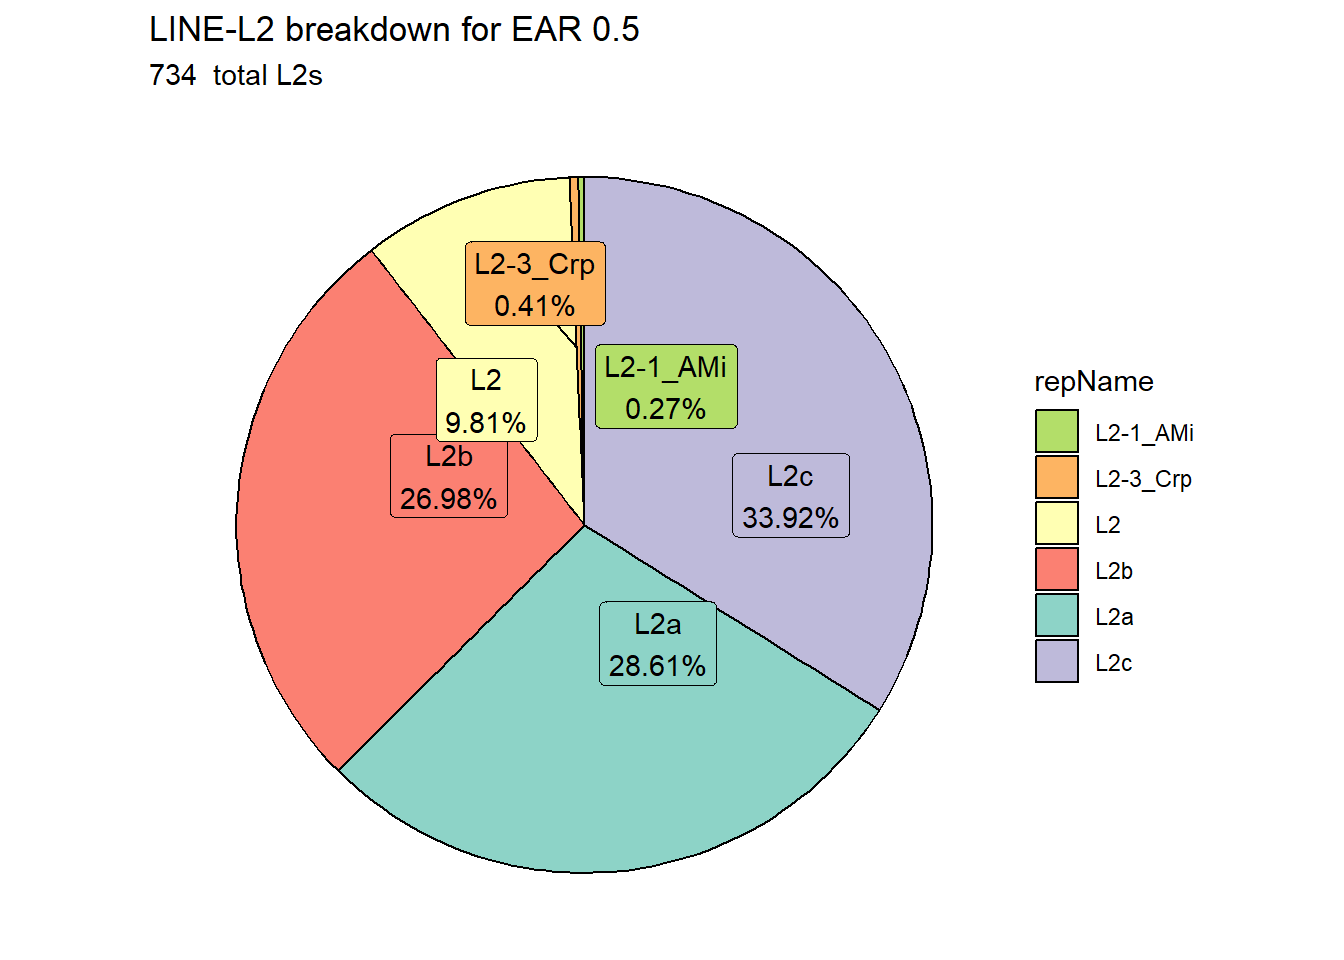 LINE-L2 breakdown for EAR 0.5
734  total L2s
L2-3_Crp
0.41%
L2-1_AMi
0.27%
L2
9.81%
L2b
26.98%
L2c
33.92%
L2a
28.61%
repName
L2-1_AMi
L2-3_Crp
L2
L2b
L2a
L2c